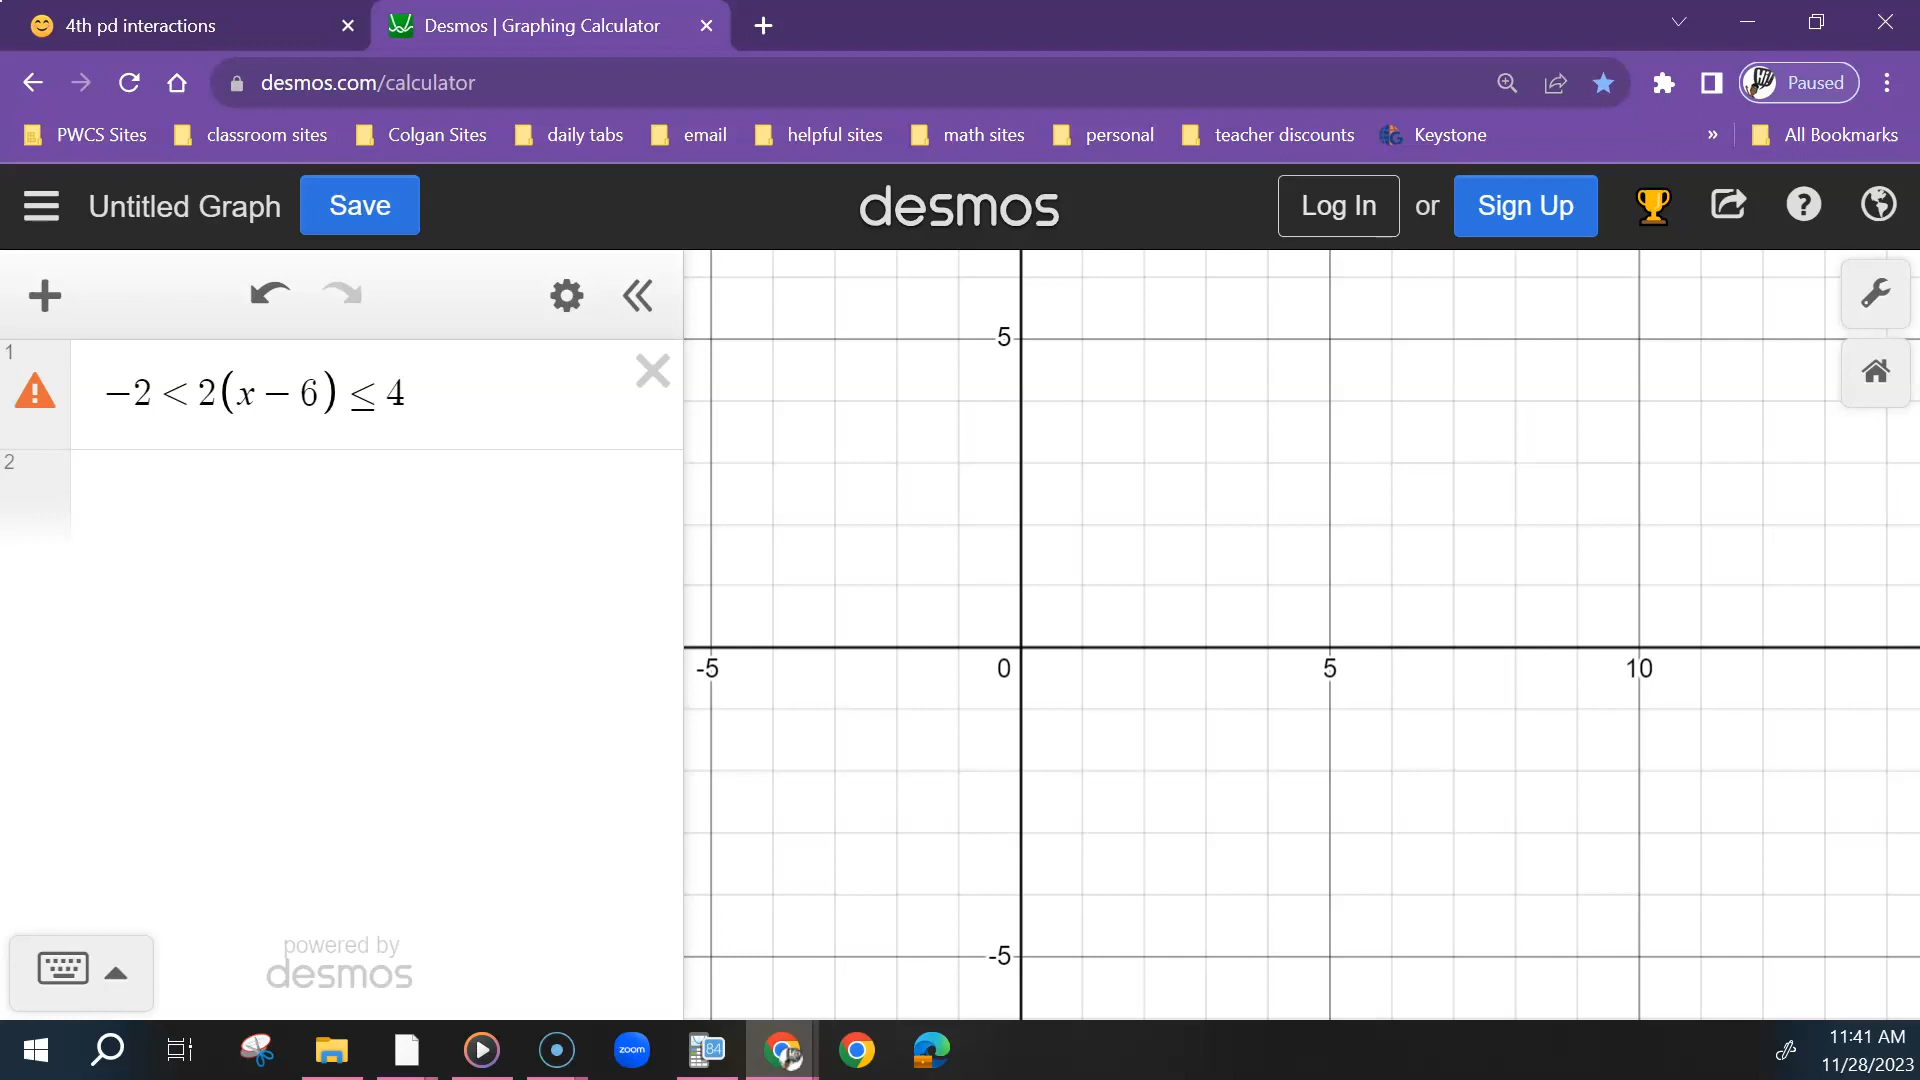 4th pd interactions
Desmos | Graphing Calculator
desmos.com/calculator
Paused
PWCS Sites classroom sites Colgan Sites daily tabs email helpful sites math sites personal teacher discounts Keystone » All Bookmarks
Untitled Graph Save desmos Log In or Sign Up
1
−2 < 2(x − 6) ≤ 4
2
5
-5 0 5 10
-5
powered by
desmos
zoom
84
11:41 AM
11/28/2023